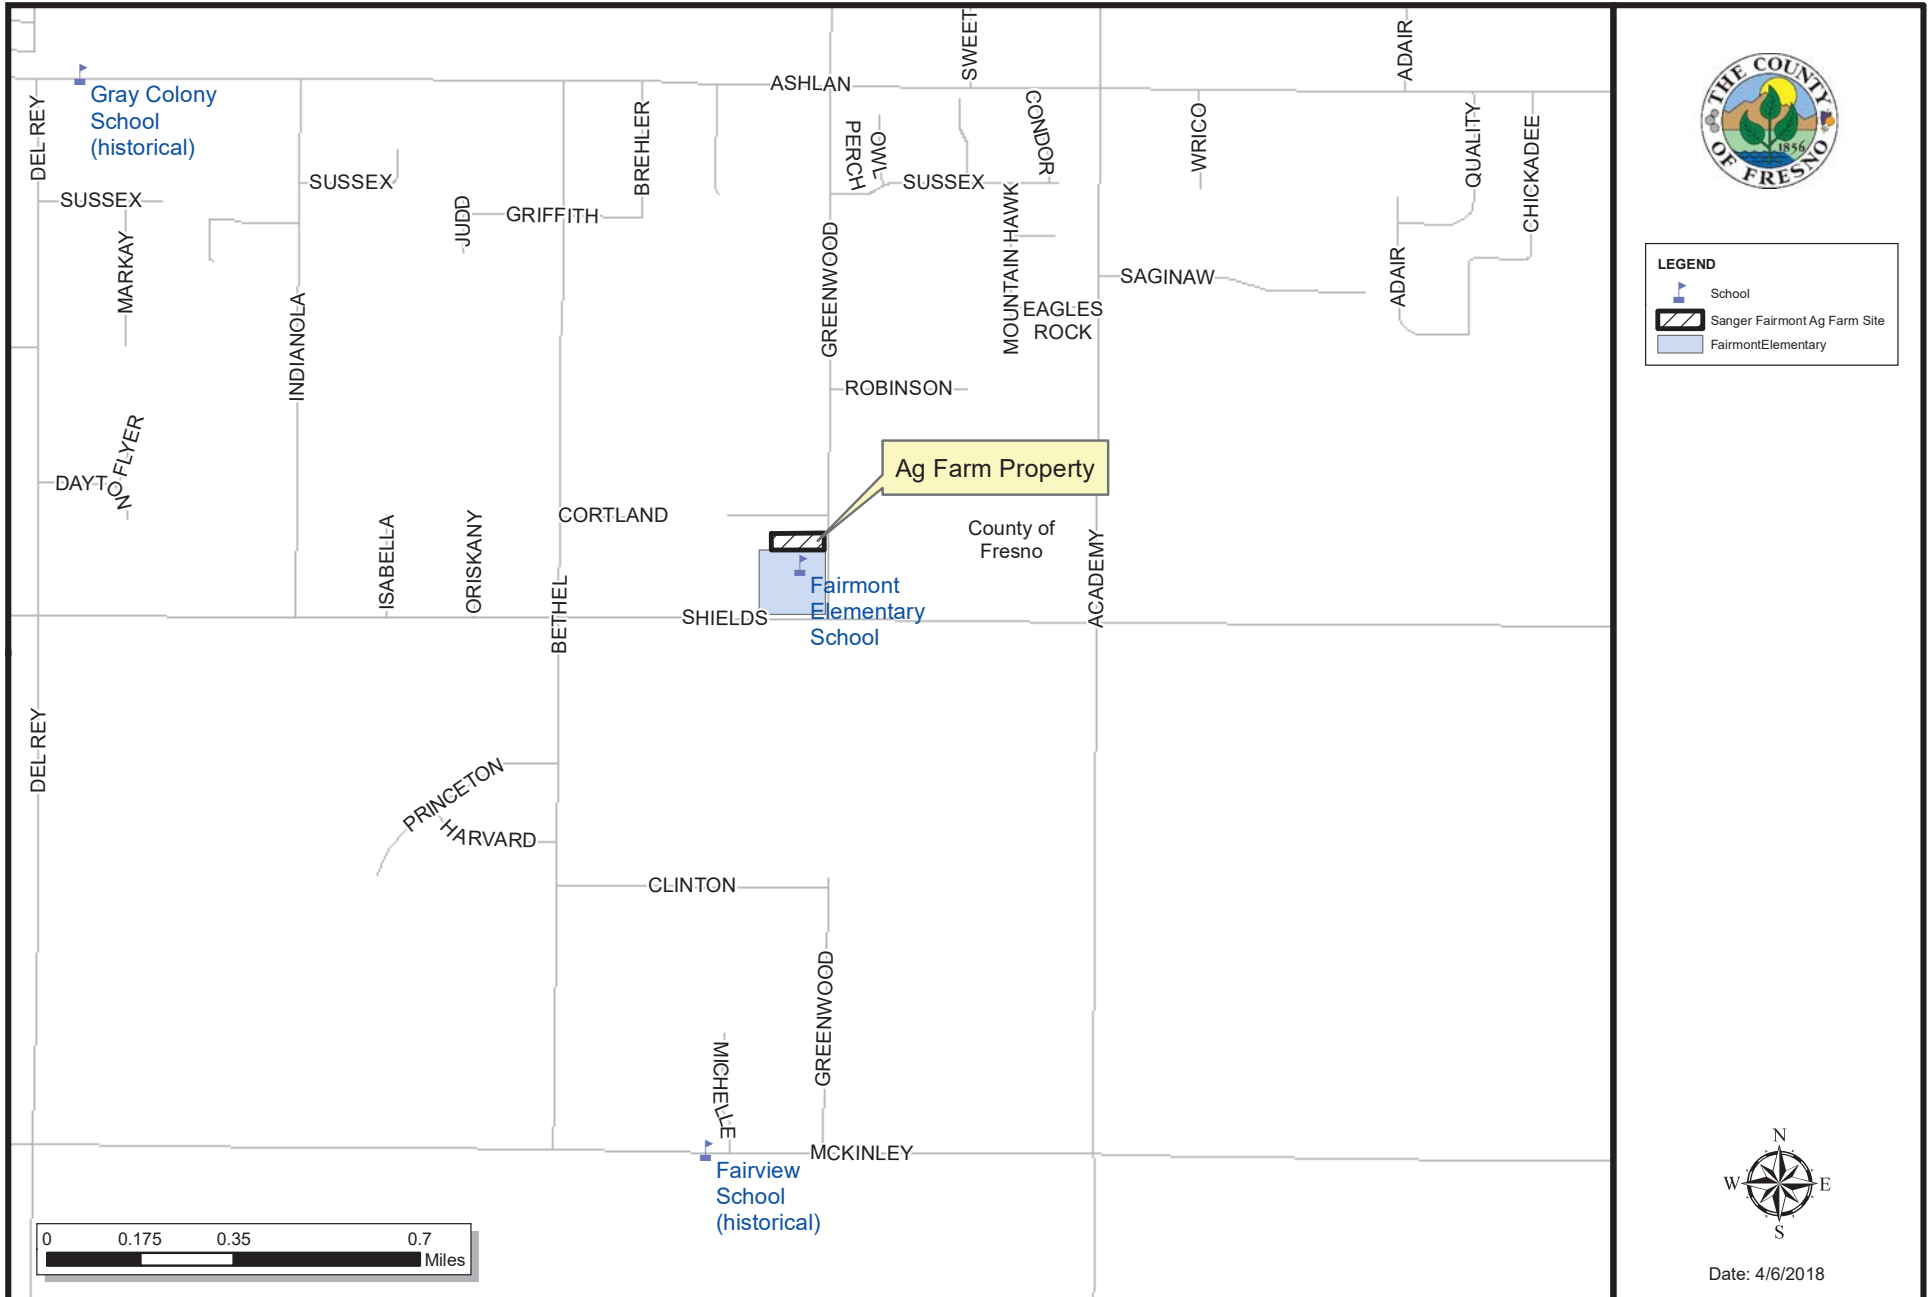 SWEET
ADAIR
ASHLAN
Gray Colony
School
(historical)
DEL REY
BREHLER
PERCH
OWL
CONDOR
WRICO
QUALITY
CHICKADEE
SUSSEX
SUSSEX
SUSSEX
MARKAY
JUDD
GRIFFITH
INDIANOLA
GREENWOOD
MOUNTAIN HAWK
EAGLES
ROCK
SAGINAW
ADAIR
ROBINSON
FLYER
DAYTON
Ag Farm Property
CORTLAND
County of
Fresno
ISABELLA
ORISKANY
BETHEL
ACADEMY
Fairmont
Elementary
School
SHIELDS
DEL REY
PRINCETON
HARVARD
CLINTON
GREENWOOD
MICHELLE
MCKINLEY
Fairview
School
(historical)
0 0.175 0.35 0.7
Miles
THE COUNTY
OF FRESNO
1856
LEGEND
School
Sanger Fairmont Ag Farm Site
FairmontElementary
N
W E
S
Date: 4/6/2018